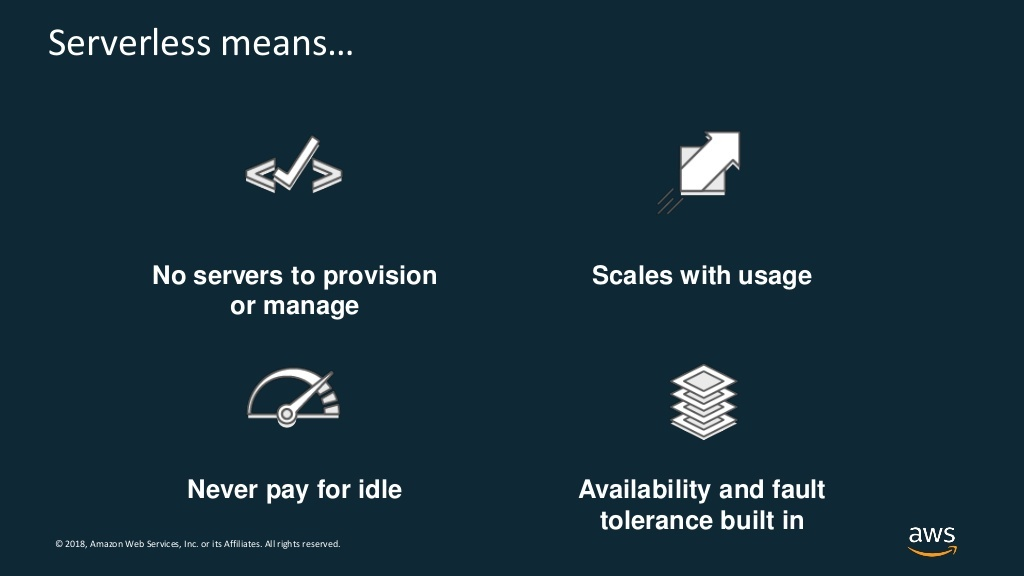 Serverless means…
No servers to provision
or manage
Scales with usage
Never pay for idle
Availability and fault
tolerance built in
© 2018, Amazon Web Services, Inc. or its Affiliates. All rights reserved.
aws